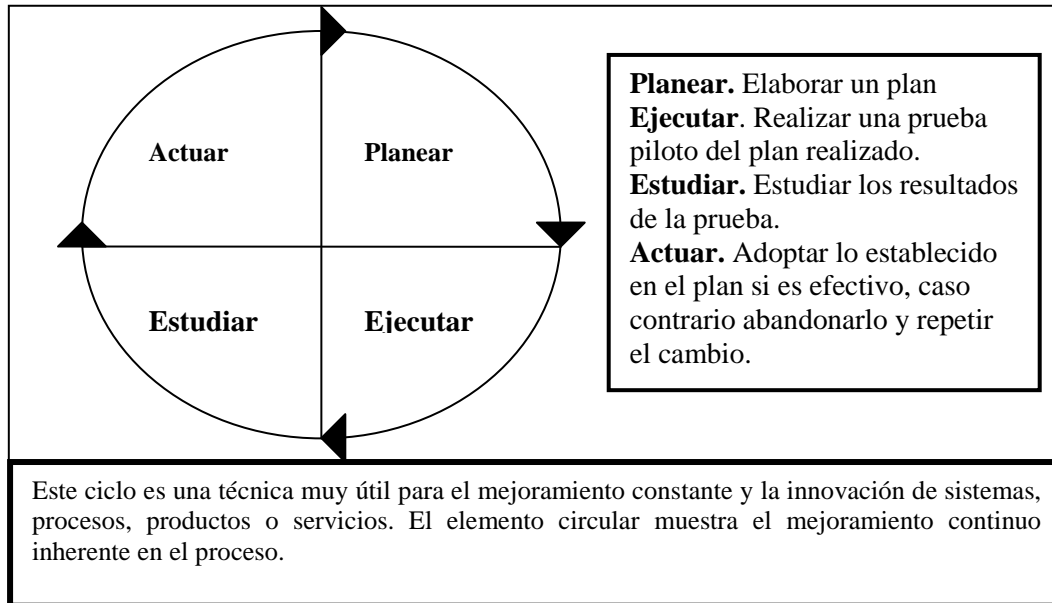 Actuar
Planear
Estudiar
Ejecutar
Planear. Elaborar un plan
Ejecutar. Realizar una prueba
piloto del plan realizado.
Estudiar. Estudiar los resultados
de la prueba.
Actuar. Adoptar lo establecido
en el plan si es efectivo, caso
contrario abandonarlo y repetir
el cambio.
Este ciclo es una técnica muy útil para el mejoramiento constante y la innovación de sistemas,
procesos, productos o servicios. El elemento circular muestra el mejoramiento continuo
inherente en el proceso.